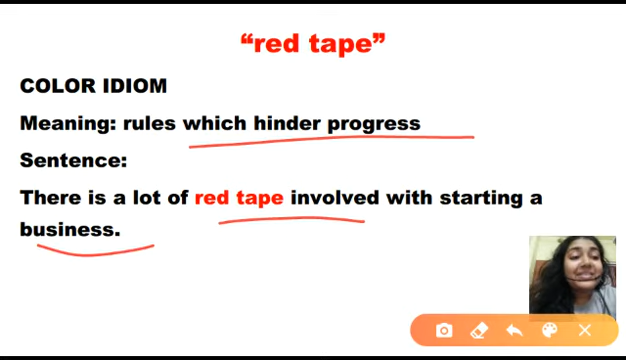 “red tape”
COLOR IDIOM
Meaning: rules which hinder progress
Sentence:
There is a lot of red tape involved with starting a
business.